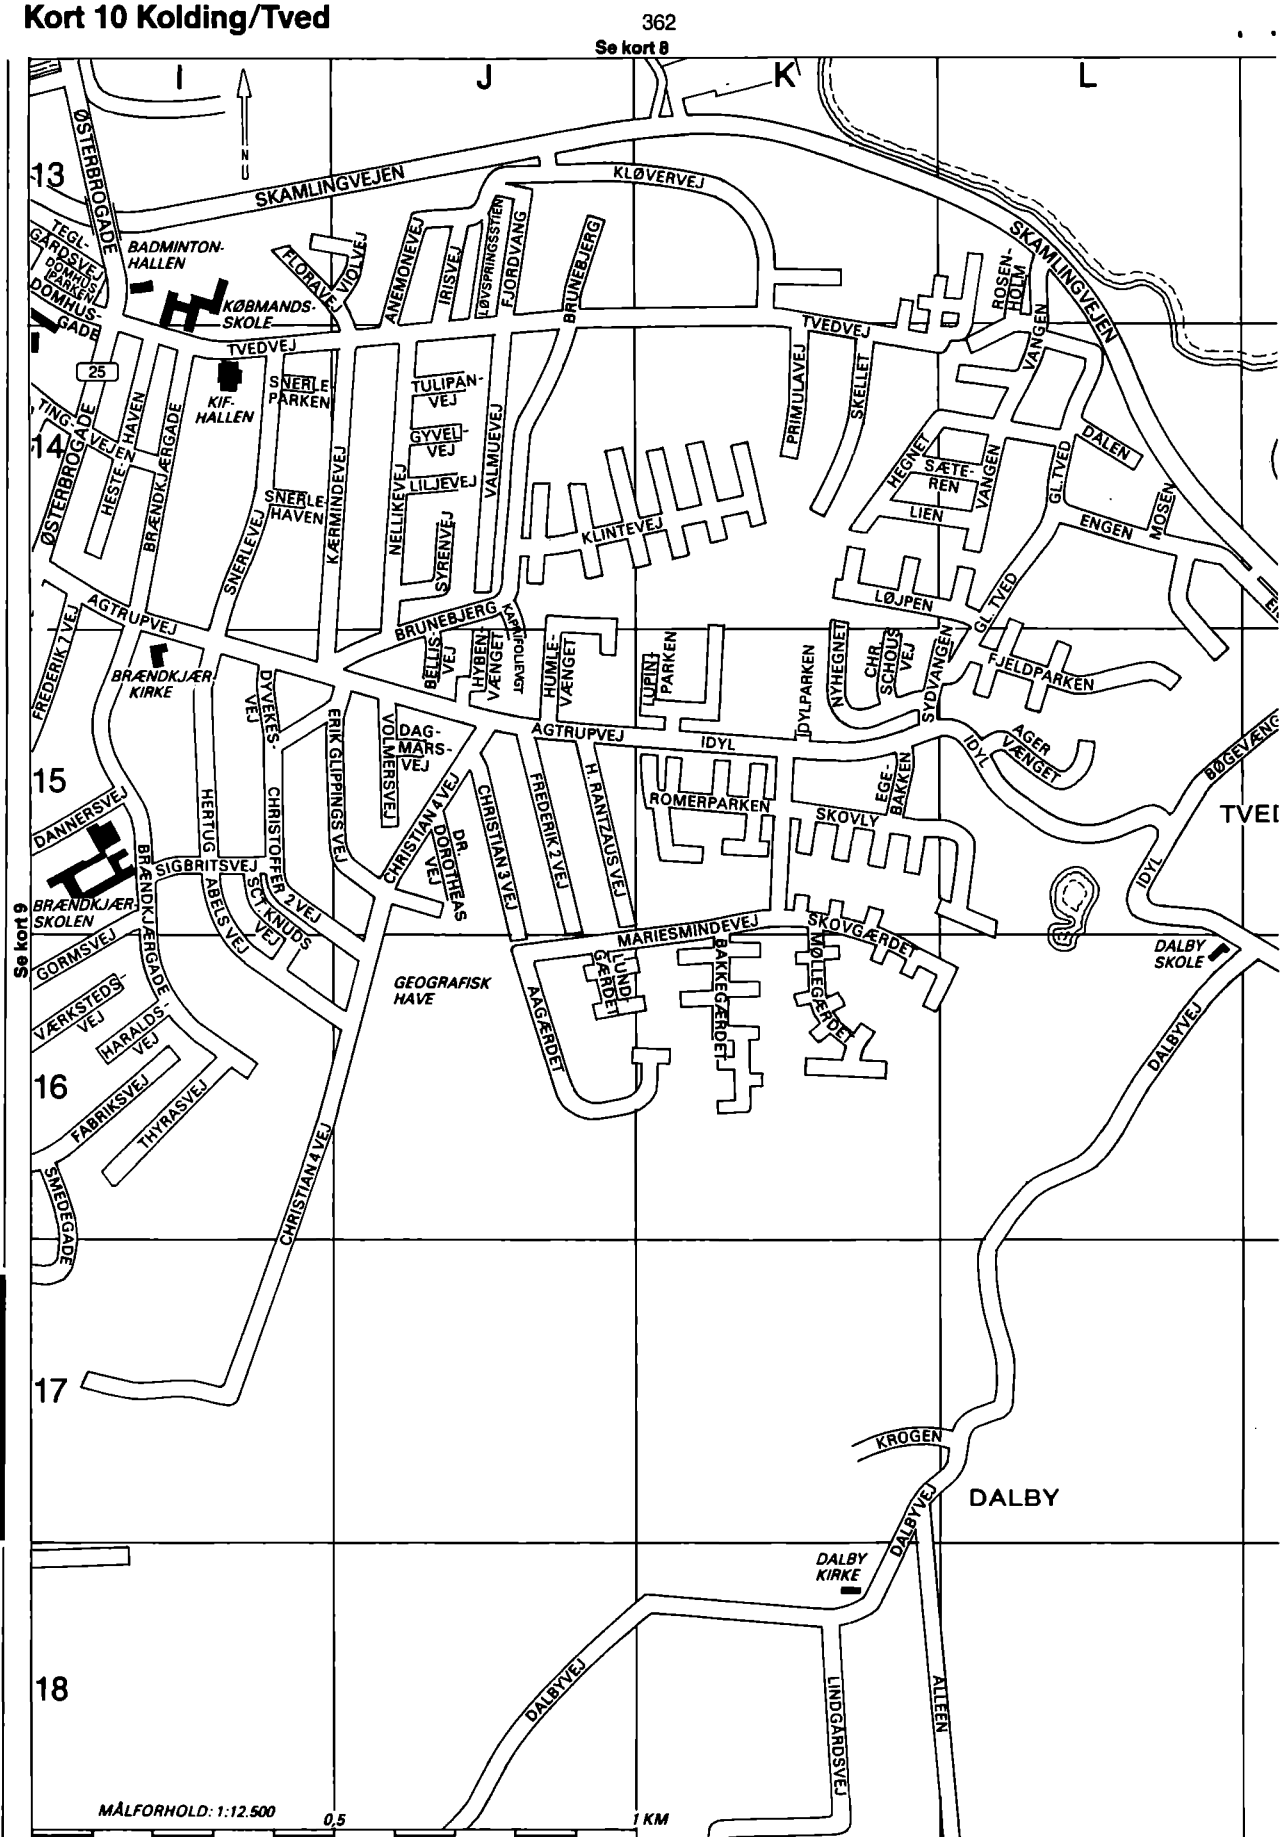 Kort 10 Kolding/Tved
362
Se kort 8
I
J
K
L
13
ØSTERBROGADE
N
SKAMLINGVEJEN
KLØVERVEJ
TEGL-
GÅRDSVEJ
DOMHUS
PARKEN
DOMHUS-
GADE
BADMINTON-
HALLEN
KØBMANDS-
SKOLE
VIOLVEJ
ANEMONEVEJ
IRISVEJ
LØVSPRINGSSTIEN
FJORDVANG
BRUNEBJERG
SKAMLINGVEJEN
ROSEN-
HOLM
VANGEN
TVEDVEJ
TVEDVEJ
25
KIF-
HALLEN
SNERLE
PARKEN
TULIPAN-
VEJ
GYVEL-
VEJ
LILJEVEJ
VALMUEVEJ
PRIMULAVEJ
SKELLET
14
ØSTERBROGADE
HESTE-
HAVEN
BRÆNDKJÆRGADE
SNERLE-
HAVEN
SNERLEVEJ
KÆRMINDEVEJ
NELLIKEVEJ
SYRENVEJ
KLINTEVEJ
HEGNET
SÆTE-
REN
VANGEN
LIEN
GL. TVED
DALEN
ENGEN
MOSEN
LØJPEN
GL. TVED
AGTRUPVEJ
FREDERIK 7 VEJ
BRÆNDKJÆR
KIRKE
BRUNEBJERG
BELLIS-
VEJ
HYBEN-
VÆNGET
KAPRIFOLIEVGT
HUMLE-
VÆNGET
LUPIN-
PARKEN
IDYLPARKEN
NYHEGNET
CHR.
SCHOUS
VEJ
SYDVANGEN
FJELDPARKEN
DYVEKES-
VEJ
ERIK GLIPPINGS VEJ
VOLMERSVEJ
DAG-
MARS-
VEJ
AGTRUPVEJ
IDYL
IDYL
AGER
VÆNGET
BØGEVÆNG
15
DANNERSVEJ
HERTUG
ABELSVEJ
CHRISTOFFER 2 VEJ
CHRISTIAN 4 VEJ
DR.
DOROTHEAS
VEJ
CHRISTIAN 3 VEJ
FREDERIK 2 VEJ
H. RANTZAUS VEJ
ROMERPARKEN
EGE-
BAKKEN
SKOVLY
TVED
IDYL
SIGBRITSVEJ
SCT. KNUDS
VEJ
BRÆNDKJÆR-
SKOLEN
BRÆNDKJÆRGADE
Se kort 9
GORMSVEJ
MARIESMINDEVEJ
SKOVGÆRDET
DALBY
SKOLE
VÆRKSTEDS-
VEJ
HARALDS-
VEJ
GEOGRAFISK
HAVE
AAGÆRDET
LUND-
GÆRDET
BAKKEGÆRDET
MØLLEGÆRDET
DALBYVEJ
16
FABRIKSVEJ
THYRASVEJ
SMEDEGADE
CHRISTIAN 4 VEJ
17
KROGEN
DALBY
DALBYVEJ
DALBY
KIRKE
18
DALBYVEJ
LINDGÅRDSVEJ
ALLEEN
MÅLFORHOLD: 1:12.500
0,5
1 KM